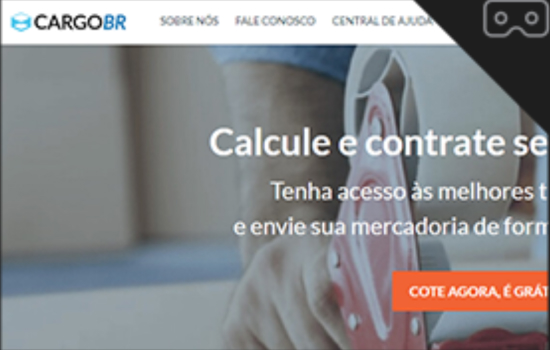 CARGOBR
SOBRE NÓS FALE CONOSCO CENTRAL DE AJUDA
Calcule e contrate se
Tenha acesso às melhores t
e envie sua mercadoria de form
COTE AGORA, É GRÁT